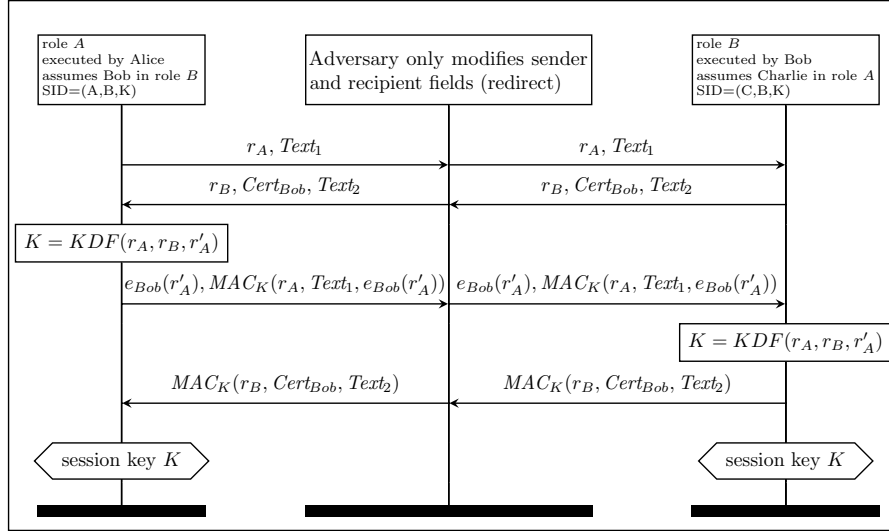 role A
executed by Alice
assumes Bob in role B
SID=(A,B,K)
Adversary only modifies sender
and recipient fields (redirect)
role B
executed by Bob
assumes Charlie in role A
SID=(C,B,K)
r_A, Text_1
r_A, Text_1
r_B, Cert_Bob, Text_2
r_B, Cert_Bob, Text_2
K = KDF(r_A, r_B, r'_A)
e_Bob(r'_A), MAC_K(r_A, Text_1, e_Bob(r'_A))
e_Bob(r'_A), MAC_K(r_A, Text_1, e_Bob(r'_A))
K = KDF(r_A, r_B, r'_A)
MAC_K(r_B, Cert_Bob, Text_2)
MAC_K(r_B, Cert_Bob, Text_2)
session key K
session key K